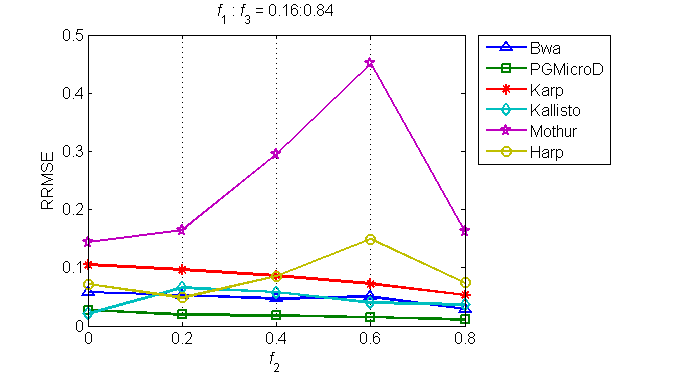 f1 : f3 = 0.16:0.84
0.5
0.4
0.3
0.2
0.1
0
RRMSE
0 0.2 0.4 0.6 0.8
f2
Bwa
PGMicroD
Karp
Kallisto
Mothur
Harp